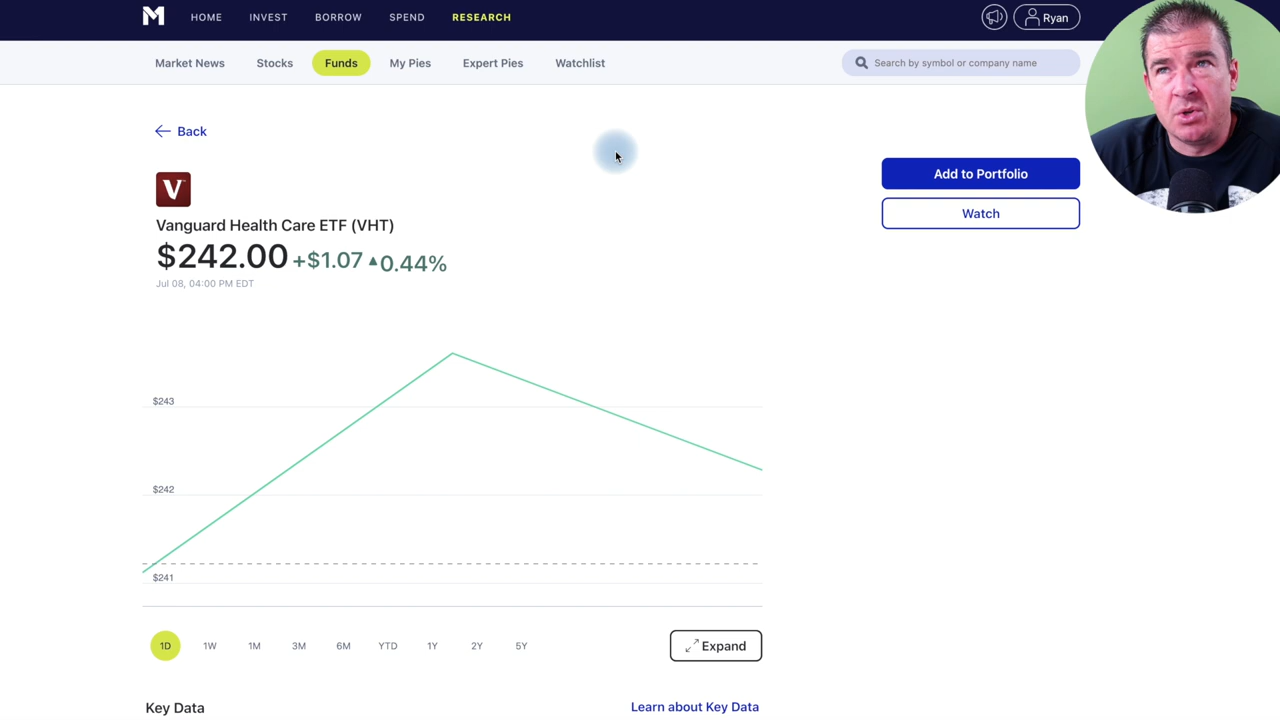 M HOME INVEST BORROW SPEND RESEARCH Ryan
Market News Stocks Funds My Pies Expert Pies Watchlist Search by symbol or company name
Back
Add to Portfolio
V
Watch
Vanguard Health Care ETF (VHT)
$242.00 +$1.07 ▲0.44%
Jul 08, 04:00 PM EDT
$243
$242
$241
1D 1W 1M 3M 6M YTD 1Y 2Y 5Y Expand
Key Data Learn about Key Data